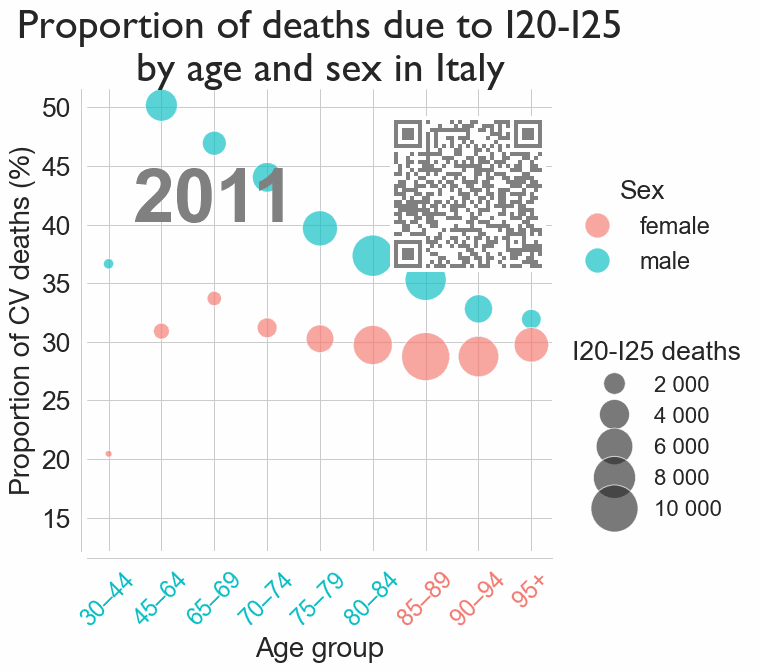 Proportion of deaths due to I20-I25
by age and sex in Italy
Proportion of CV deaths (%)
50
45
40
35
30
25
20
15
2011
Sex
female
male
I20-I25 deaths
2 000
4 000
6 000
8 000
10 000
30–44
45–64
65–69
70–74
75–79
80–84
85–89
90–94
95+
Age group